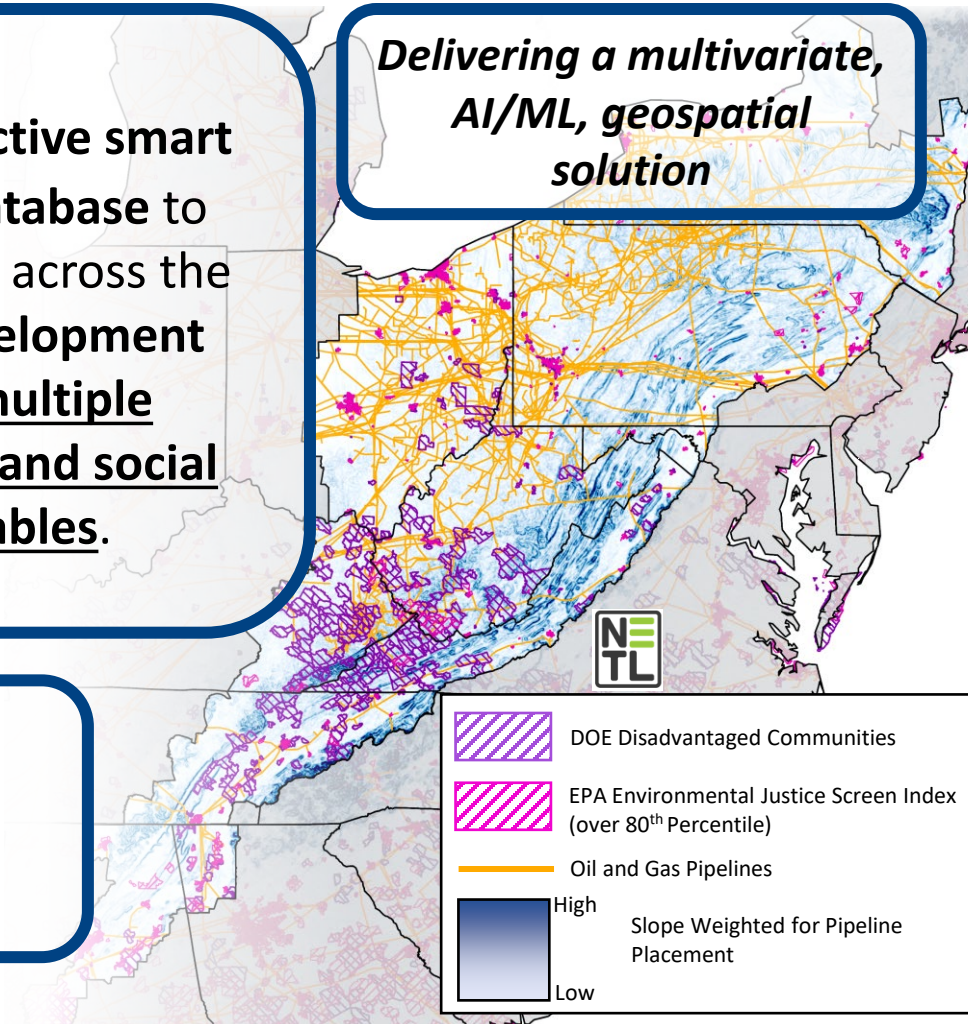 Delivering a multivariate,
AI/ML, geospatial
solution
ctive smart
tabase to
across the
elopment
multiple
and social
ables.
NE
TL
DOE Disadvantaged Communities
EPA Environmental Justice Screen Index
(over 80th Percentile)
Oil and Gas Pipelines
High
Slope Weighted for Pipeline
Placement
Low